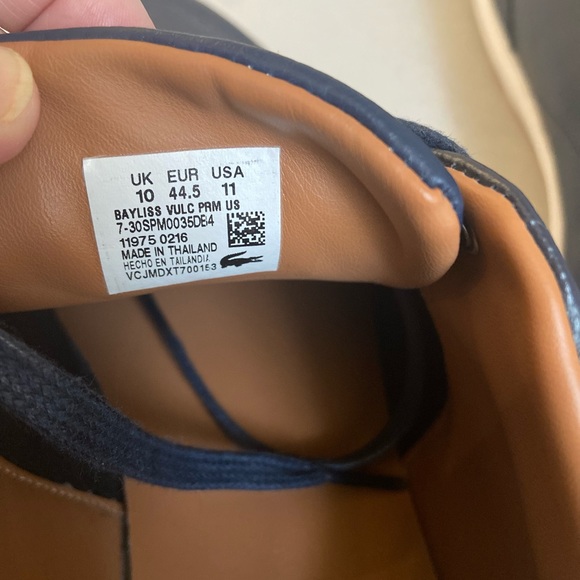 UK EUR USA
10 44.5 11
BAYLISS VULC PRM US
7-30SPM0035DB4
11975 0216
MADE IN THAILAND
HECHO EN TAILANDIA
VCJMDXT700153